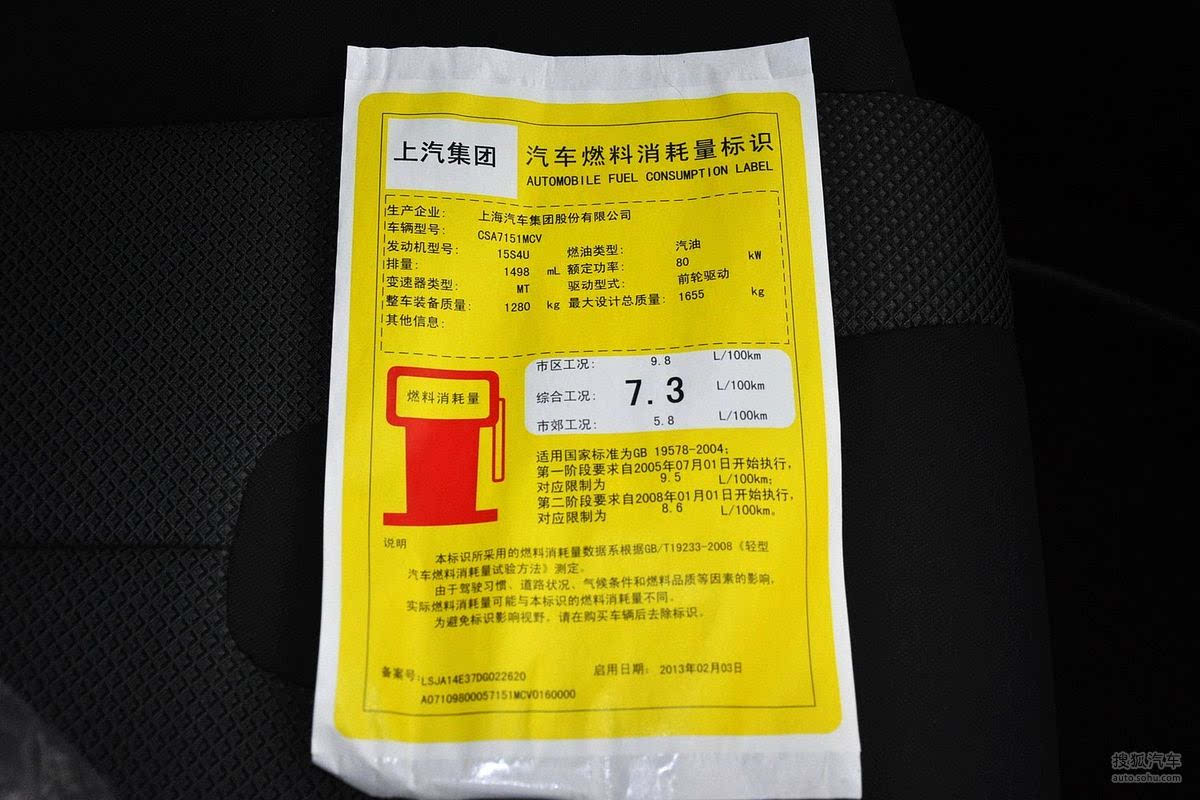 上汽集团
汽车燃料消耗量标识
AUTOMOBILE FUEL CONSUMPTION LABEL
生产企业: 上海汽车集团股份有限公司
车辆型号: CSA7151MCV
发动机型号: 15S4U 燃油类型: 汽油
排量: 1498 mL 额定功率: 80 kW
变速器类型: MT 驱动型式: 前轮驱动
整车装备质量: 1280 kg 最大设计总质量: 1655 kg
其他信息:
燃料消耗量
市区工况: 9.8 L/100km
综合工况: 7.3 L/100km
市郊工况: 5.8 L/100km
适用国家标准为GB 19578-2004;
第一阶段要求自2005年07月01日开始执行,
对应限制为 9.5 L/100km;
第二阶段要求自2008年01月01日开始执行,
对应限制为 8.6 L/100km。
说明
本标识所采用的燃料消耗量数据系根据GB/T19233-2008《轻型
汽车燃料消耗量试验方法》测定。
由于驾驶习惯、道路状况、气候条件和燃料品质等因素的影响,
实际燃料消耗量可能与本标识的燃料消耗量不同。
为避免标识影响视野, 请在购买车辆后去除标识。
备案号: LSJA14E37DG022620 启用日期: 2013年02月03日
A07109800057151MCV0160000
搜狐汽车
auto.sohu.com